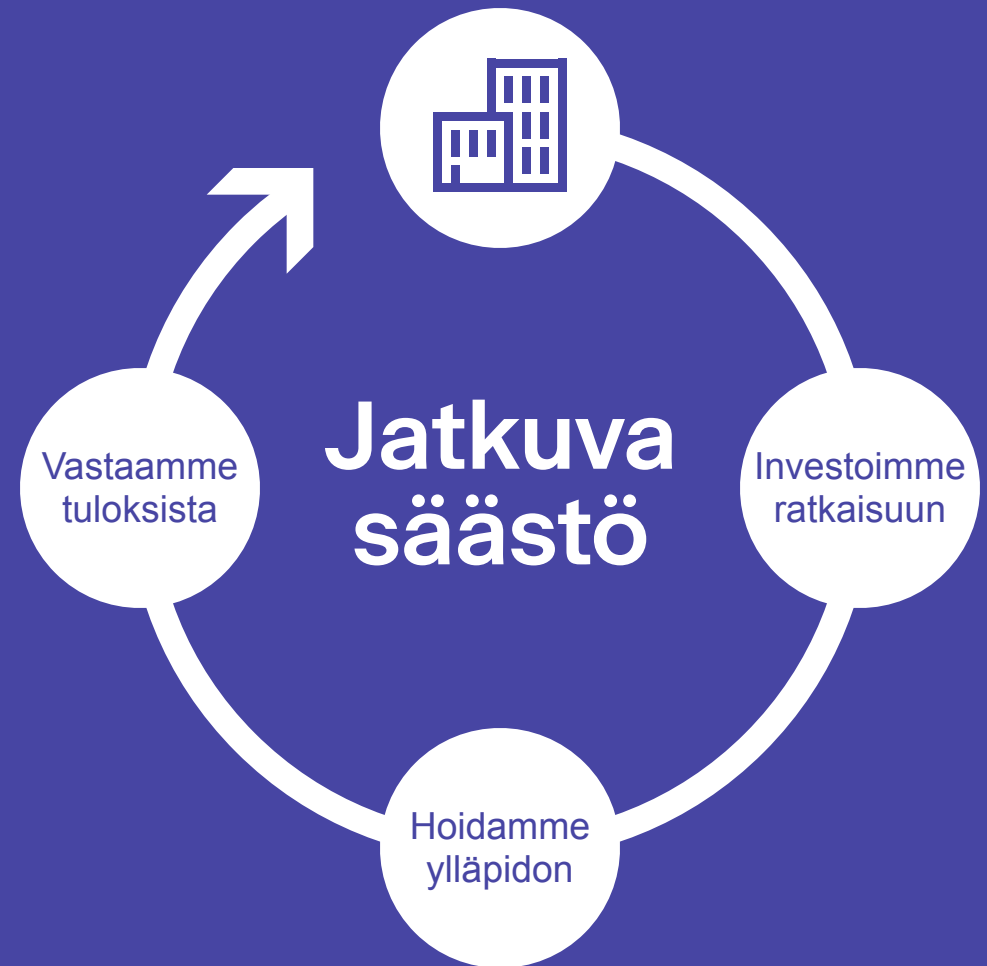 Jatkuva
säästö
Investoimme
ratkaisuun
Hoidamme
ylläpidon
Vastaamme
tuloksista